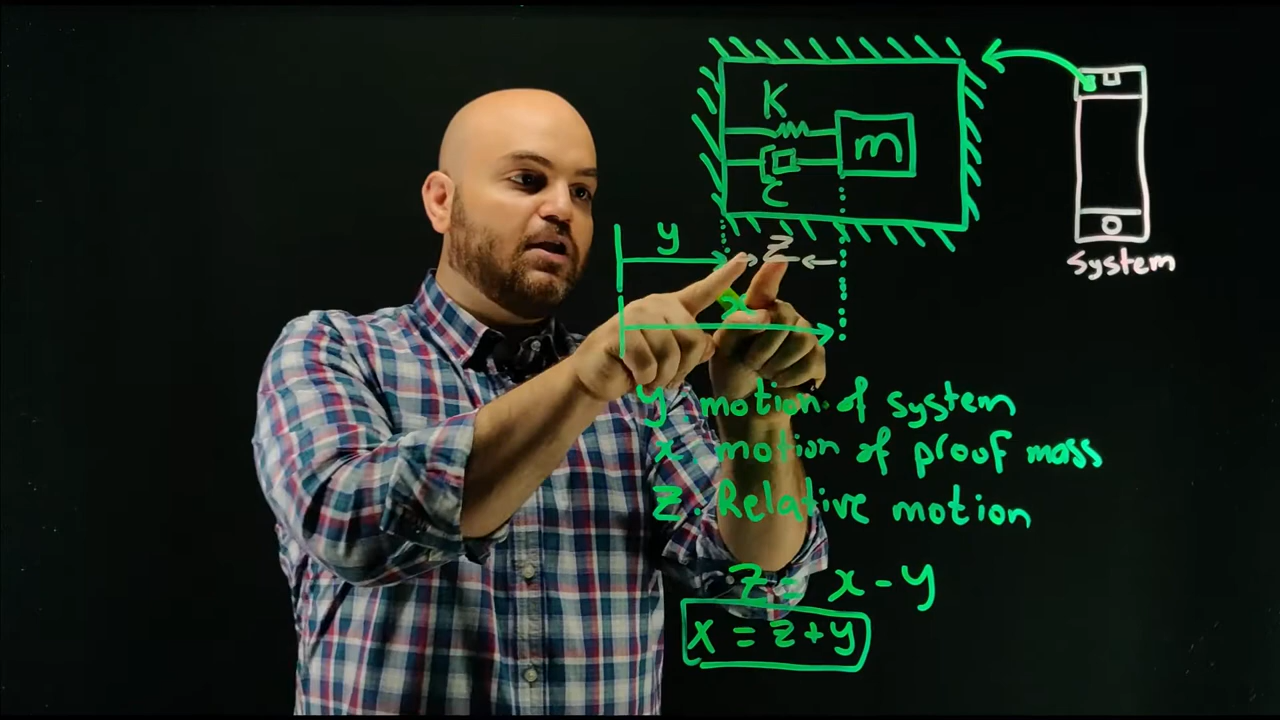 K
m
C
y
z
x
system
y. motion of system
x. motion of proof mass
z. Relative motion
z = x - y
x = z + y